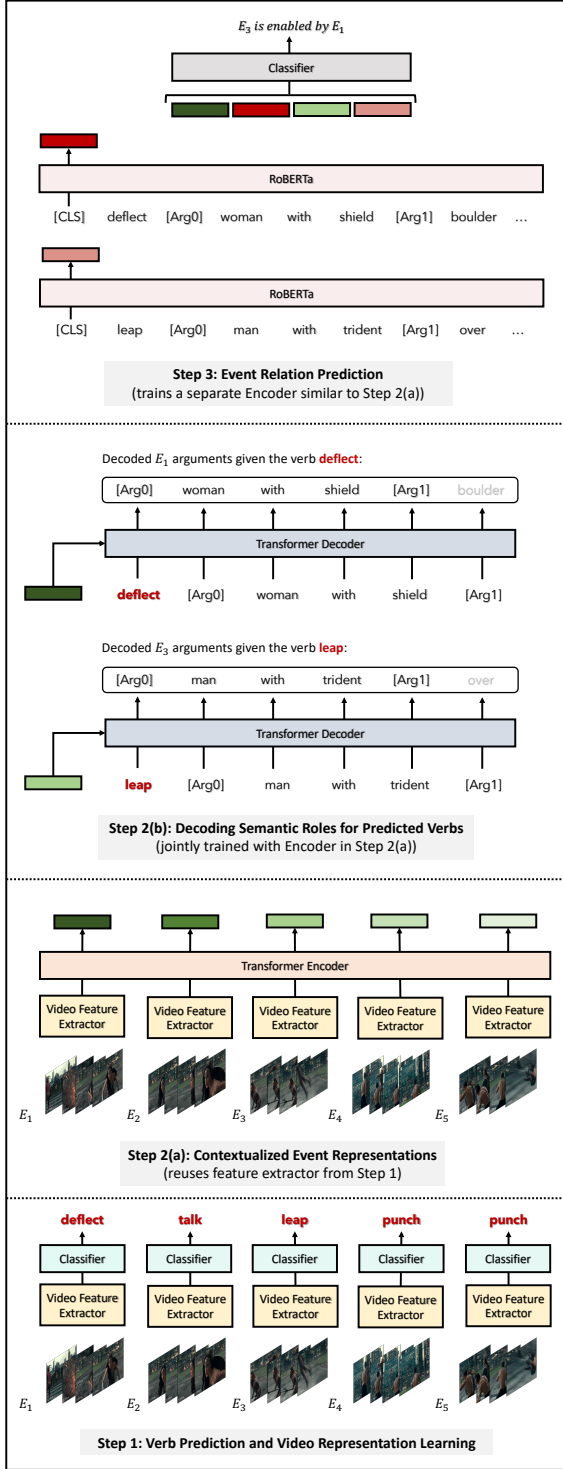 E3 is enabled by E1
Classifier
RoBERTa
[CLS] deflect [Arg0] woman with shield [Arg1] boulder ...
RoBERTa
[CLS] leap [Arg0] man with trident [Arg1] over ...
Step 3: Event Relation Prediction
(trains a separate Encoder similar to Step 2(a))
Decoded E1 arguments given the verb deflect:
[Arg0] woman with shield [Arg1] boulder
Transformer Decoder
deflect [Arg0] woman with shield [Arg1]
Decoded E3 arguments given the verb leap:
[Arg0] man with trident [Arg1] over
Transformer Decoder
leap [Arg0] man with trident [Arg1]
Step 2(b): Decoding Semantic Roles for Predicted Verbs
(jointly trained with Encoder in Step 2(a))
Transformer Encoder
Video Feature Video Feature Video Feature Video Feature Video Feature
Extractor Extractor Extractor Extractor Extractor
E1 E2 E3 E4 E5
Step 2(a): Contextualized Event Representations
(reuses feature extractor from Step 1)
deflect talk leap punch punch
Classifier Classifier Classifier Classifier Classifier
Video Feature Video Feature Video Feature Video Feature Video Feature
Extractor Extractor Extractor Extractor Extractor
E1 E2 E3 E4 E5
Step 1: Verb Prediction and Video Representation Learning